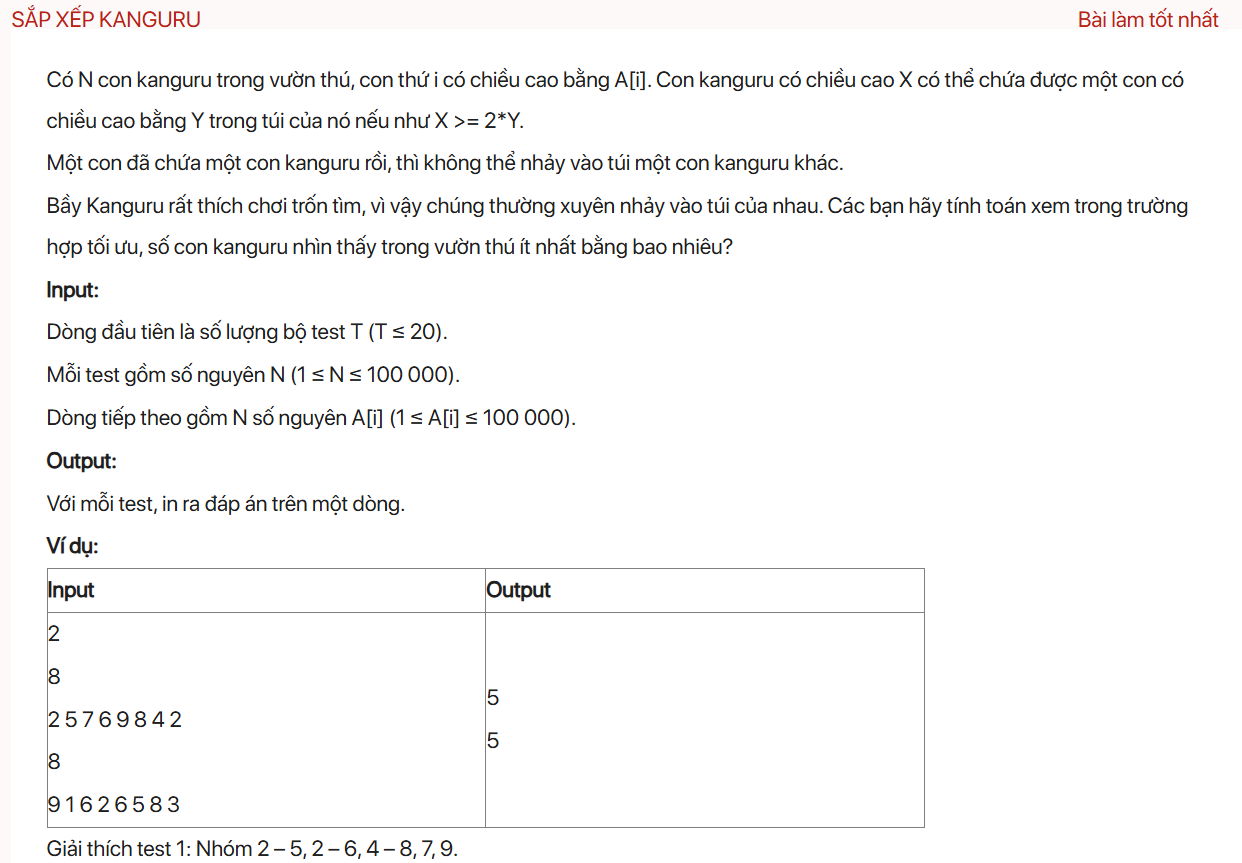 SẮP XẾP KANGURU
Bài làm tốt nhất
Có N con kanguru trong vườn thú, con thứ i có chiều cao bằng A[i]. Con kanguru có chiều cao X có thể chứa được một con có
chiều cao bằng Y trong túi của nó nếu như X >= 2*Y.
Một con đã chứa một con kanguru rồi, thì không thể nhảy vào túi một con kanguru khác.
Bầy Kanguru rất thích chơi trốn tìm, vì vậy chúng thường xuyên nhảy vào túi của nhau. Các bạn hãy tính toán xem trong trường
hợp tối ưu, số con kanguru nhìn thấy trong vườn thú ít nhất bằng bao nhiêu?
Input:
Dòng đầu tiên là số lượng bộ test T (T ≤ 20).
Mỗi test gồm số nguyên N (1 ≤ N ≤ 100 000).
Dòng tiếp theo gồm N số nguyên A[i] (1 ≤ A[i] ≤ 100 000).
Output:
Với mỗi test, in ra đáp án trên một dòng.
Ví dụ:
Input
Output
2
8
2 5 7 6 9 8 4 2
8
9 1 6 2 6 5 8 3
5
5
Giải thích test 1: Nhóm 2 – 5, 2 – 6, 4 – 8, 7, 9.